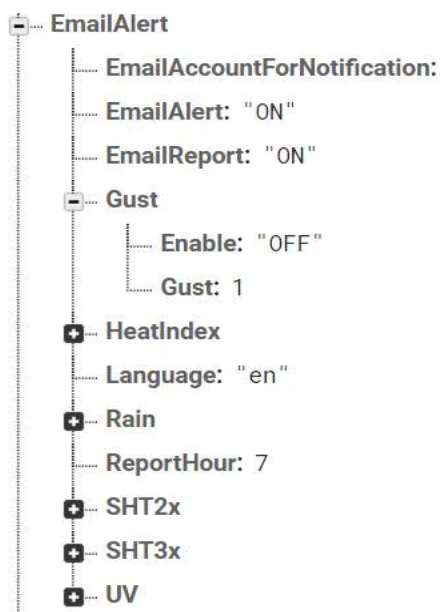 EmailAlert
EmailAccountForNotification:
EmailAlert: "ON"
EmailReport: "ON"
Gust
Enable: "OFF"
Gust: 1
HeatIndex
Language: "en"
Rain
ReportHour: 7
SHT2x
SHT3x
UV